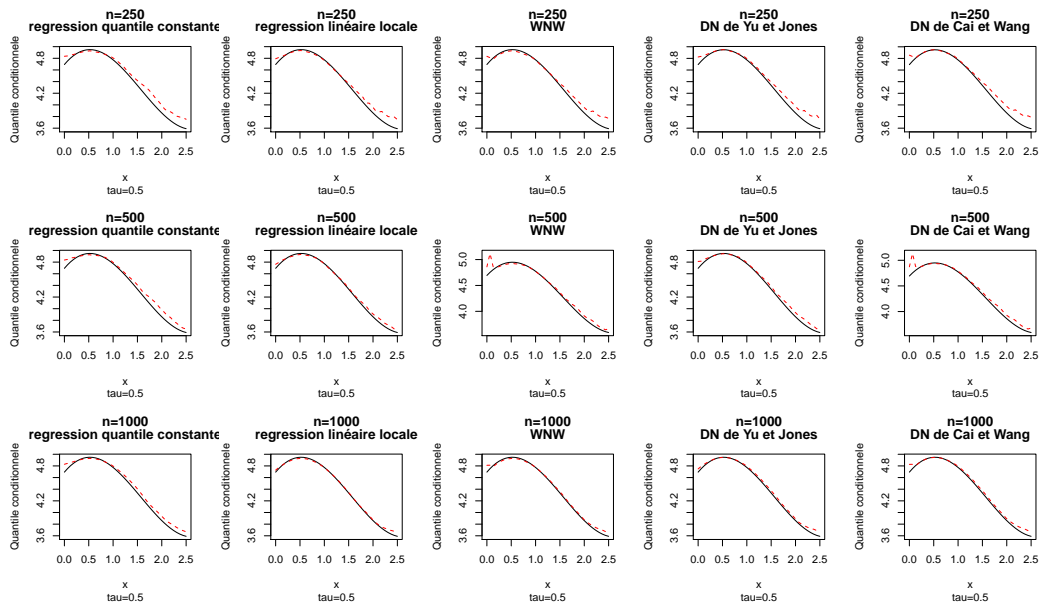 n=250
regression quantile constante
Quantile conditionnele
3.6 4.2 4.8
0.0 0.5 1.0 1.5 2.0 2.5
x
tau=0.5
n=250
regression linéaire locale
Quantile conditionnele
3.6 4.2 4.8
0.0 0.5 1.0 1.5 2.0 2.5
x
tau=0.5
n=250
WNW
Quantile conditionnele
3.6 4.2 4.8
0.0 0.5 1.0 1.5 2.0 2.5
x
tau=0.5
n=250
DN de Yu et Jones
Quantile conditionnele
3.6 4.2 4.8
0.0 0.5 1.0 1.5 2.0 2.5
x
tau=0.5
n=250
DN de Cai et Wang
Quantile conditionnele
3.6 4.2 4.8
0.0 0.5 1.0 1.5 2.0 2.5
x
tau=0.5
n=500
regression quantile constante
Quantile conditionnele
3.6 4.2 4.8
0.0 0.5 1.0 1.5 2.0 2.5
x
tau=0.5
n=500
regression linéaire locale
Quantile conditionnele
3.6 4.2 4.8
0.0 0.5 1.0 1.5 2.0 2.5
x
tau=0.5
n=500
WNW
Quantile conditionnele
4.0 4.5 5.0
0.0 0.5 1.0 1.5 2.0 2.5
x
tau=0.5
n=500
DN de Yu et Jones
Quantile conditionnele
3.6 4.2 4.8
0.0 0.5 1.0 1.5 2.0 2.5
x
tau=0.5
n=500
DN de Cai et Wang
Quantile conditionnele
4.0 4.5 5.0
0.0 0.5 1.0 1.5 2.0 2.5
x
tau=0.5
n=1000
regression quantile constante
Quantile conditionnele
3.6 4.2 4.8
0.0 0.5 1.0 1.5 2.0 2.5
x
tau=0.5
n=1000
regression linéaire locale
Quantile conditionnele
3.6 4.2 4.8
0.0 0.5 1.0 1.5 2.0 2.5
x
tau=0.5
n=1000
WNW
Quantile conditionnele
3.6 4.2 4.8
0.0 0.5 1.0 1.5 2.0 2.5
x
tau=0.5
n=1000
DN de Yu et Jones
Quantile conditionnele
3.6 4.2 4.8
0.0 0.5 1.0 1.5 2.0 2.5
x
tau=0.5
n=1000
DN de Cai et Wang
Quantile conditionnele
3.6 4.2 4.8
0.0 0.5 1.0 1.5 2.0 2.5
x
tau=0.5